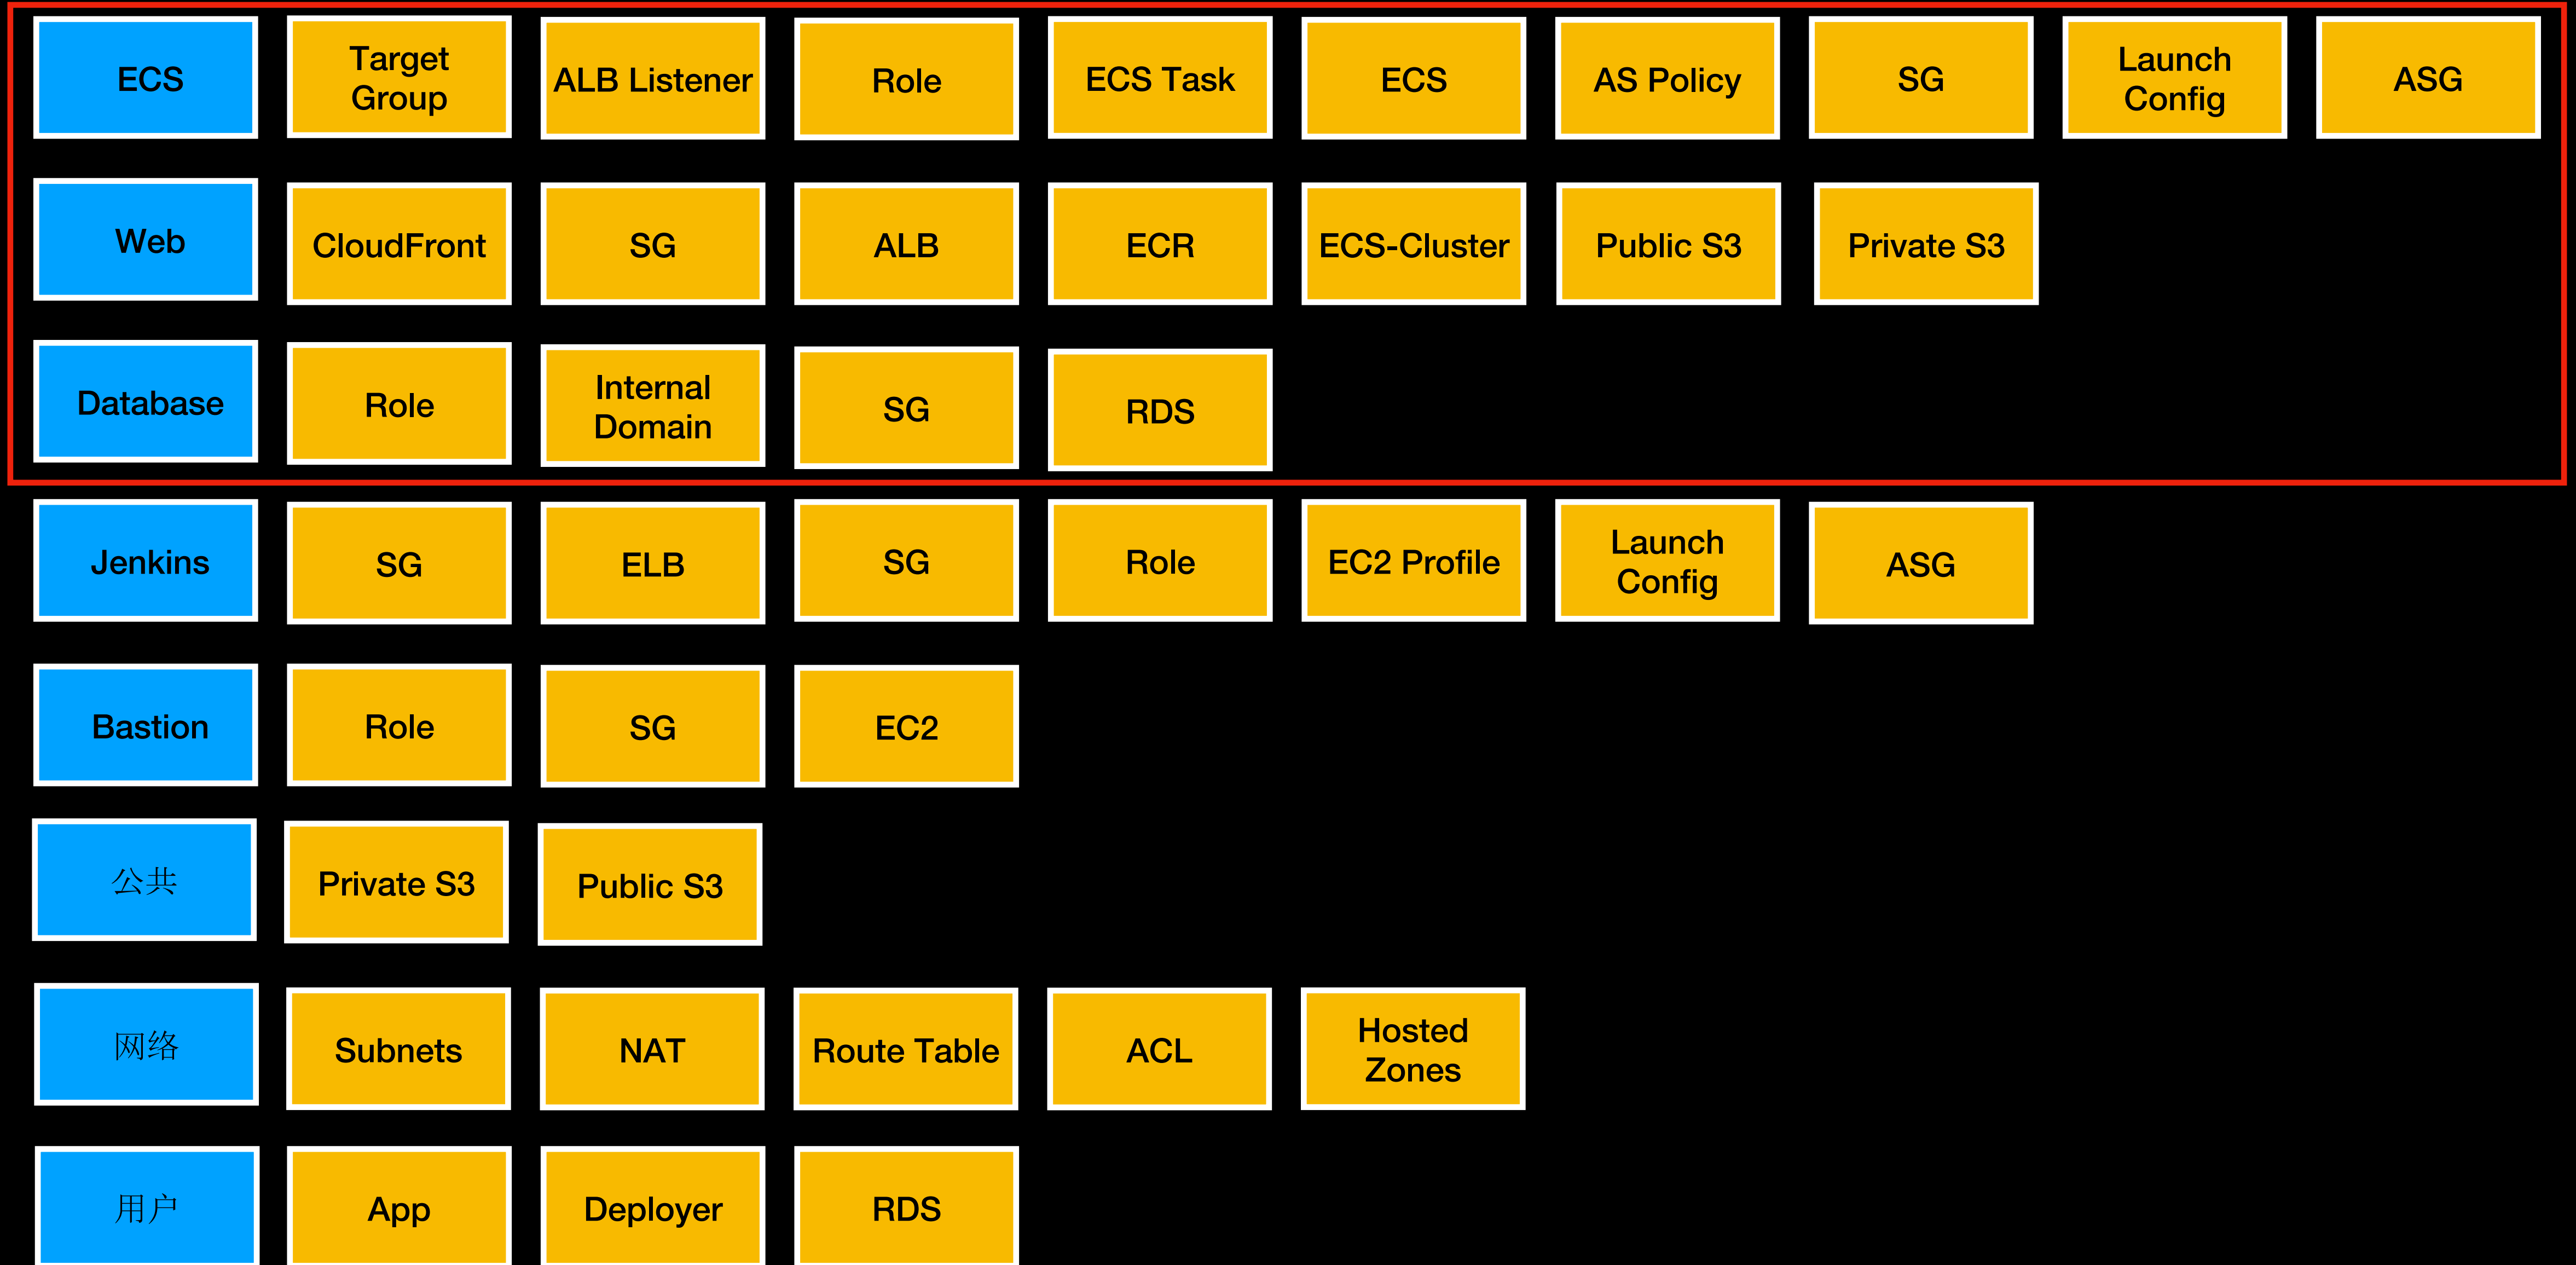 ECS
Target
Group
ALB Listener
Role
ECS Task
ECS
AS Policy
SG
Launch
Config
ASG
Web
CloudFront
SG
ALB
ECR
ECS-Cluster
Public S3
Private S3
Database
Role
Internal
Domain
SG
RDS
Jenkins
SG
ELB
SG
Role
EC2 Profile
Launch
Config
ASG
Bastion
Role
SG
EC2
公共
Private S3
Public S3
网络
Subnets
NAT
Route Table
ACL
Hosted
Zones
用户
App
Deployer
RDS